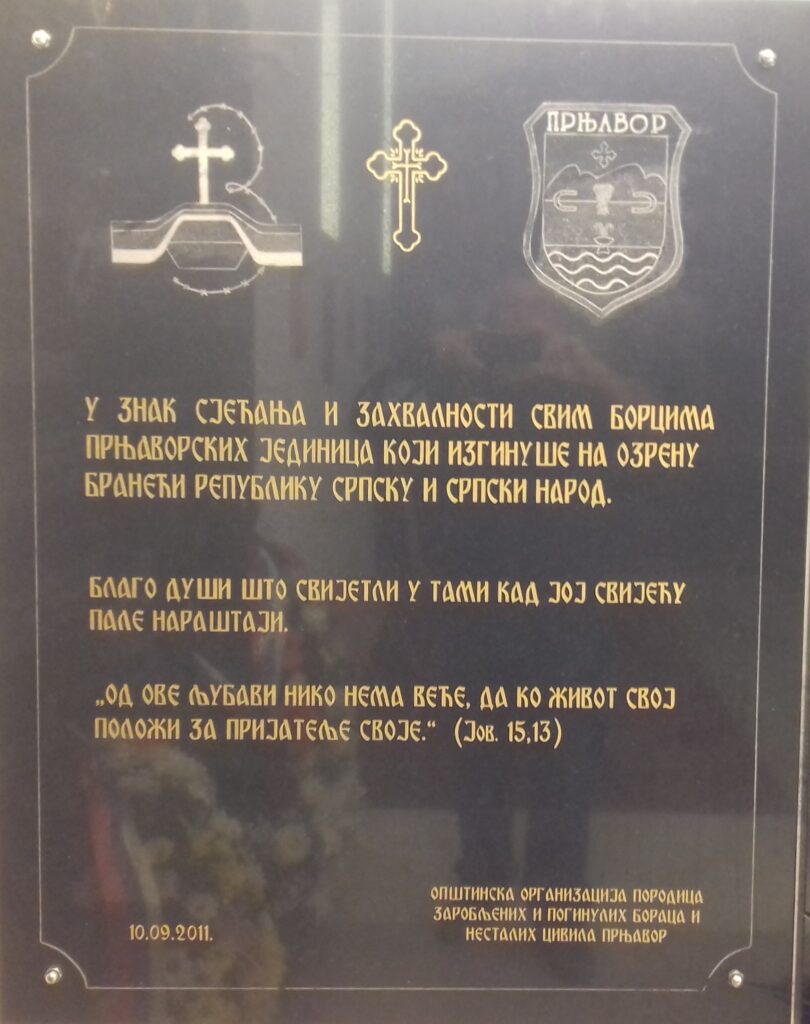 ПРЊАВОР
У ЗНАК СЈЕЋАЊА И ЗАХВАЛНОСТИ СВИМ БОРЦИМА
ПРЊАВОРСКИХ ЈЕДИНИЦА КОЈИ ИЗГИНУШЕ НА ОЗРЕНУ
БРАНЕЋИ РЕПУБЛИКУ СРПСКУ И СРПСКИ НАРОД.
БЛАГО ДУШИ ШТО СВИЈЕТЛИ У ТАМИ КАД ЈОЈ СВИЈЕЋУ
ПАЛЕ НАРАШТАЈИ.
„ОД ОВЕ ЉУБАВИ НИКО НЕМА ВЕЋЕ, ДА КО ЖИВОТ СВОЈ
ПОЛОЖИ ЗА ПРИЈАТЕЉЕ СВОЈЕ.“ (Јов. 15,13)
ОПШТИНСКА ОРГАНИЗАЦИЈА ПОРОДИЦА
ЗАРОБЉЕНИХ И ПОГИНУЛИХ БОРАЦА И
НЕСТАЛИХ ЦИВИЛА ПРЊАВОР
10.09.2011.